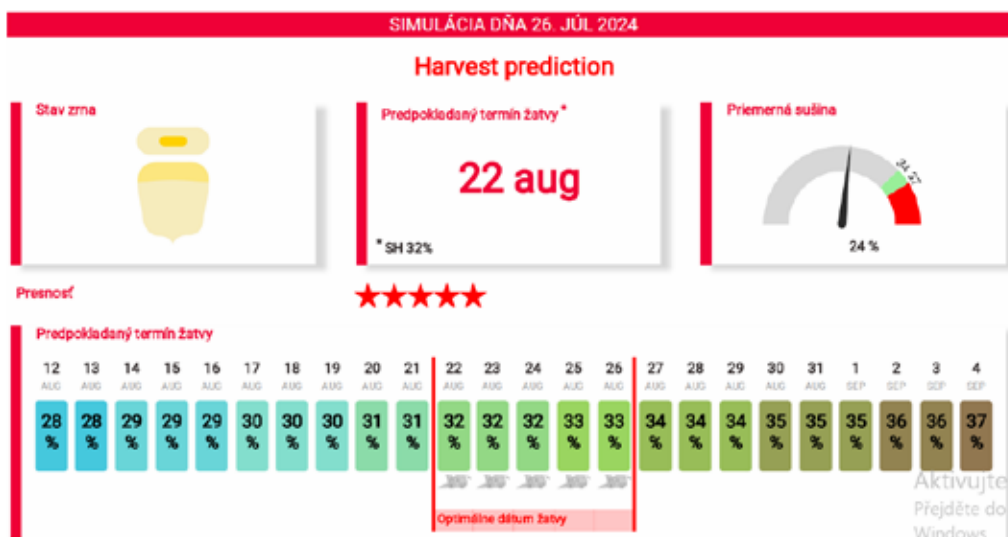 SIMULÁCIA DŇA 26. JÚL 2024
Harvest prediction
Stav zrna
Predpokladaný termín žatvy *
22 aug
* SH 32%
Priemerná sušina
34 37
24 %
Presnosť
Predpokladaný termín žatvy
12 13 14 15 16 17 18 19 20 21 22 23 24 25 26 27 28 29 30 31 1 2 3 4
AUG AUG AUG AUG AUG AUG AUG AUG AUG AUG AUG AUG AUG AUG AUG AUG AUG AUG AUG AUG SEP SEP SEP SEP
28 28 29 29 29 30 30 30 31 31 32 32 32 33 33 34 34 34 35 35 35 36 36 37
% % % % % % % % % % % % % % % % % % % % % % % %
Optimálne dátum žatvy
Aktivujte
Přejděte do
Windows